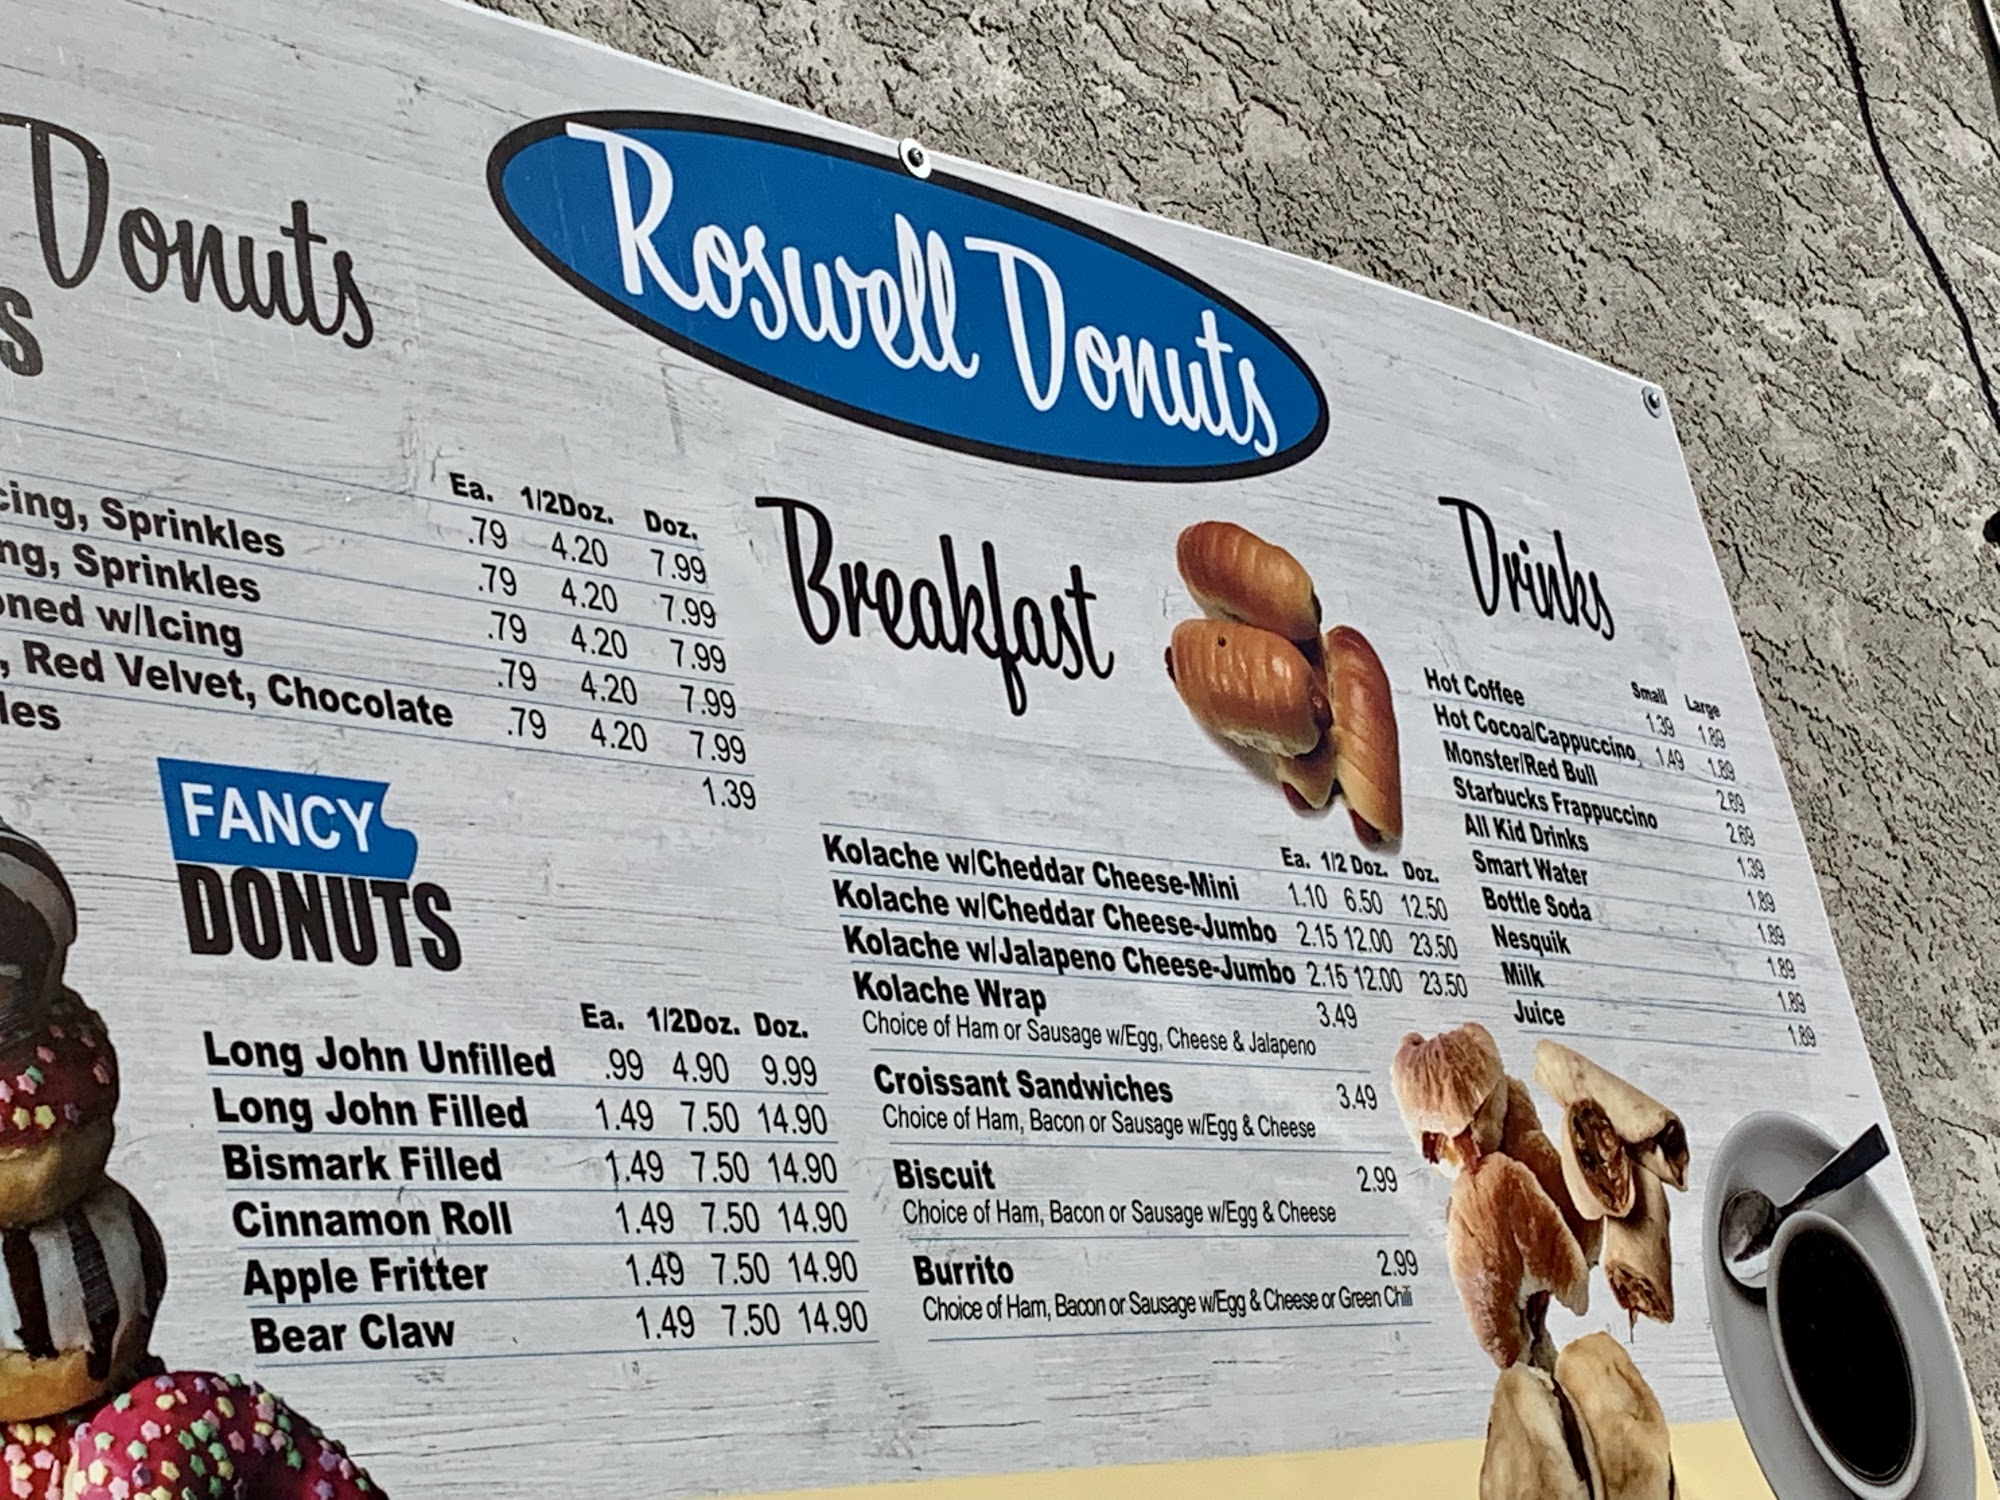 Donuts
s
Roswell Donuts
Ea. 1/2Doz. Doz.
cing, Sprinkles .79 4.20 7.99
ng, Sprinkles .79 4.20 7.99
oned w/Icing .79 4.20 7.99
, Red Velvet, Chocolate .79 4.20 7.99
les .79 4.20 7.99
1.39
FANCY
DONUTS
Ea. 1/2Doz. Doz.
Long John Unfilled .99 4.90 9.99
Long John Filled 1.49 7.50 14.90
Bismark Filled 1.49 7.50 14.90
Cinnamon Roll 1.49 7.50 14.90
Apple Fritter 1.49 7.50 14.90
Bear Claw 1.49 7.50 14.90
Breakfast
Ea. 1/2 Doz. Doz.
Kolache w/Cheddar Cheese-Mini 1.10 6.50 12.50
Kolache w/Cheddar Cheese-Jumbo 2.15 12.00 23.50
Kolache w/Jalapeno Cheese-Jumbo 2.15 12.00 23.50
Kolache Wrap 3.49
Choice of Ham or Sausage w/Egg, Cheese & Jalapeno
Croissant Sandwiches 3.49
Choice of Ham, Bacon or Sausage w/Egg & Cheese
Biscuit 2.99
Choice of Ham, Bacon or Sausage w/Egg & Cheese
Burrito 2.99
Choice of Ham, Bacon or Sausage w/Egg & Cheese or Green Chili
Drinks
Small Large
Hot Coffee 1.39 1.89
Hot Cocoa/Cappuccino 1.49 1.89
Monster/Red Bull 2.69
Starbucks Frappuccino 2.69
All Kid Drinks 1.39
Smart Water 1.89
Bottle Soda 1.89
Nesquik 1.89
Milk 1.89
Juice 1.89